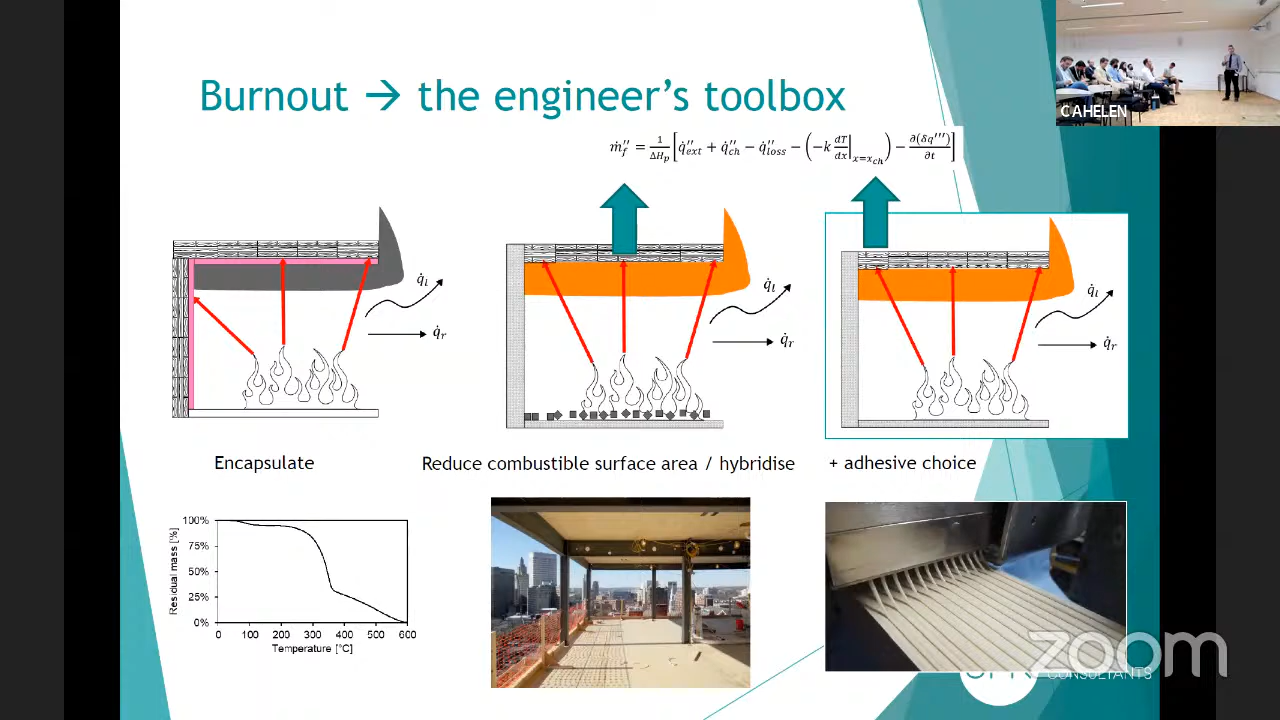 Burnout → the engineer's toolbox
CAHELEN
ṁ″_f = 1/ΔH_p [q̇″_ext + q̇″_ch − q̇″_loss − (−k dT/dx|_x=x_ch) − ∂(δq‴)/∂t]
q̇_l
q̇_r
q̇_l
q̇_r
q̇_l
q̇_r
Encapsulate
Reduce combustible surface area / hybridise
+ adhesive choice
Residual mass [%]
100%
75%
50%
25%
0%
0 100 200 300 400 500 600
Temperature [°C]
zoom
CONSULTANTS